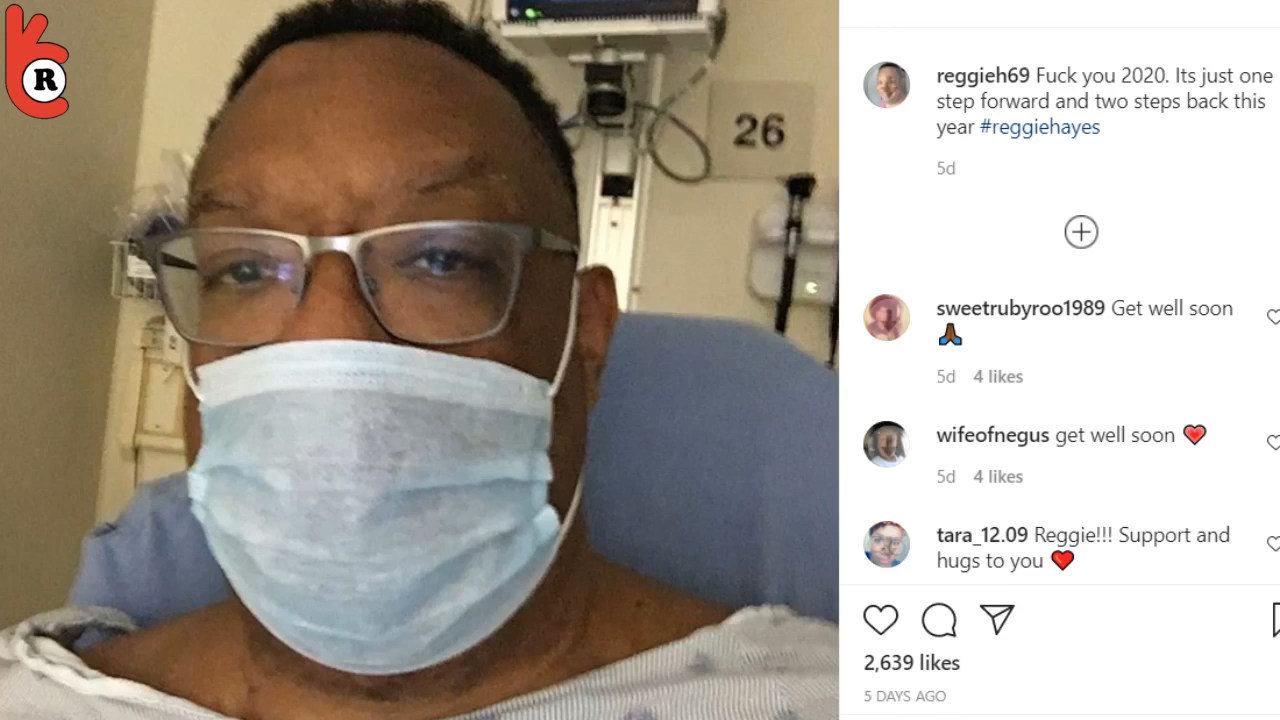 R
26
reggieh69 Fuck you 2020. Its just one
step forward and two steps back this
year #reggiehayes
5d
sweetrubyroo1989 Get well soon
🙏🏾
5d 4 likes
wifeofnegus get well soon ❤️
5d 4 likes
tara_12.09 Reggie!!! Support and
hugs to you ❤️
2,639 likes
5 DAYS AGO